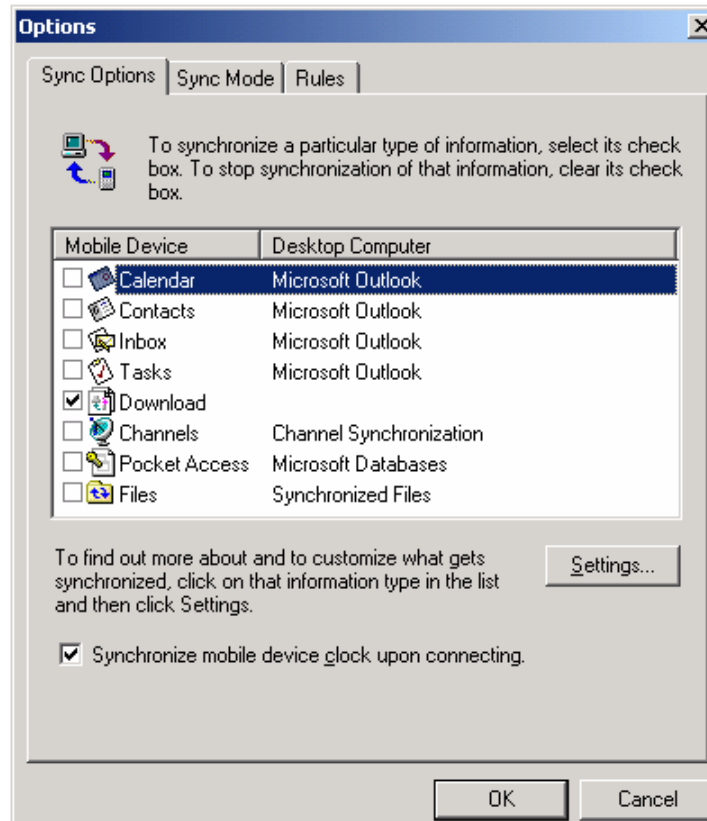 Options
Sync Options Sync Mode Rules
To synchronize a particular type of information, select its check
box. To stop synchronization of that information, clear its check
box.
Mobile Device Desktop Computer
Calendar Microsoft Outlook
Contacts Microsoft Outlook
Inbox Microsoft Outlook
Tasks Microsoft Outlook
Download
Channels Channel Synchronization
Pocket Access Microsoft Databases
Files Synchronized Files
To find out more about and to customize what gets
synchronized, click on that information type in the list
and then click Settings.
Settings...
Synchronize mobile device clock upon connecting.
OK Cancel